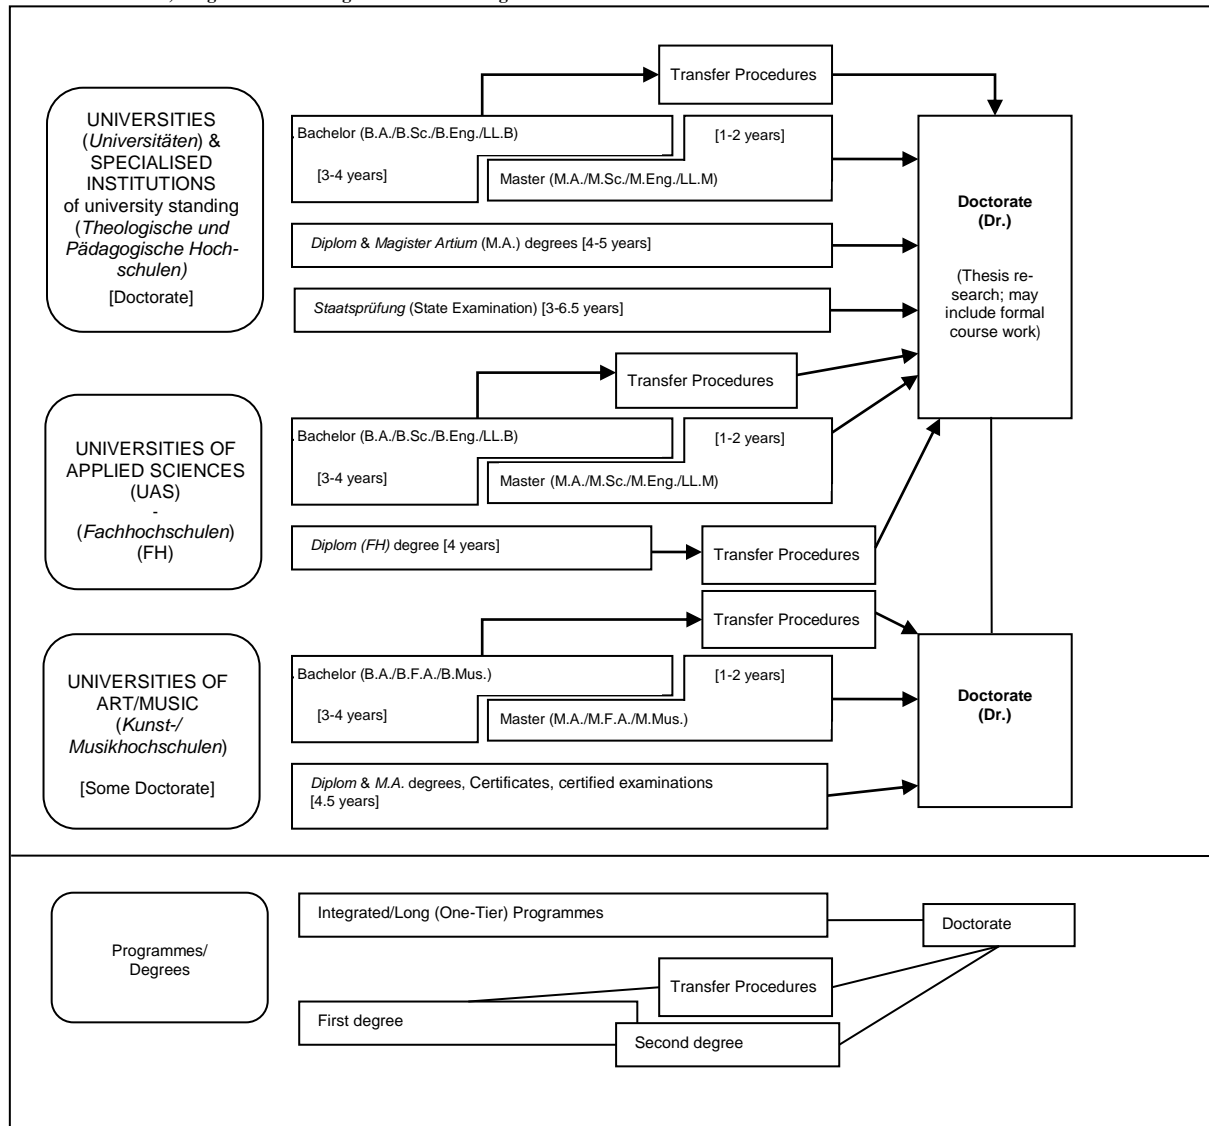 Transfer Procedures
UNIVERSITIES
(Universitäten) &
SPECIALISED
INSTITUTIONS
of university standing
(Theologische und
Pädagogische Hoch-
schulen)
[Doctorate]
Bachelor (B.A./B.Sc./B.Eng./LL.B)
[3-4 years]
[1-2 years]
Master (M.A./M.Sc./M.Eng./LL.M)
Diplom & Magister Artium (M.A.) degrees [4-5 years]
Staatsprüfung (State Examination) [3-6.5 years]
Doctorate
(Dr.)
(Thesis re-
search; may
include formal
course work)
Transfer Procedures
UNIVERSITIES OF
APPLIED SCIENCES
(UAS)
-
(Fachhochschulen)
(FH)
Bachelor (B.A./B.Sc./B.Eng./LL.B)
[3-4 years]
[1-2 years]
Master (M.A./M.Sc./M.Eng./LL.M)
Diplom (FH) degree [4 years]
Transfer Procedures
Transfer Procedures
UNIVERSITIES OF
ART/MUSIC
(Kunst-/
Musikhochschulen)
[Some Doctorate]
Bachelor (B.A./B.F.A./B.Mus.)
[3-4 years]
[1-2 years]
Master (M.A./M.F.A./M.Mus.)
Diplom & M.A. degrees, Certificates, certified examinations
[4.5 years]
Doctorate
(Dr.)
Programmes/
Degrees
Integrated/Long (One-Tier) Programmes
Doctorate
Transfer Procedures
First degree
Second degree